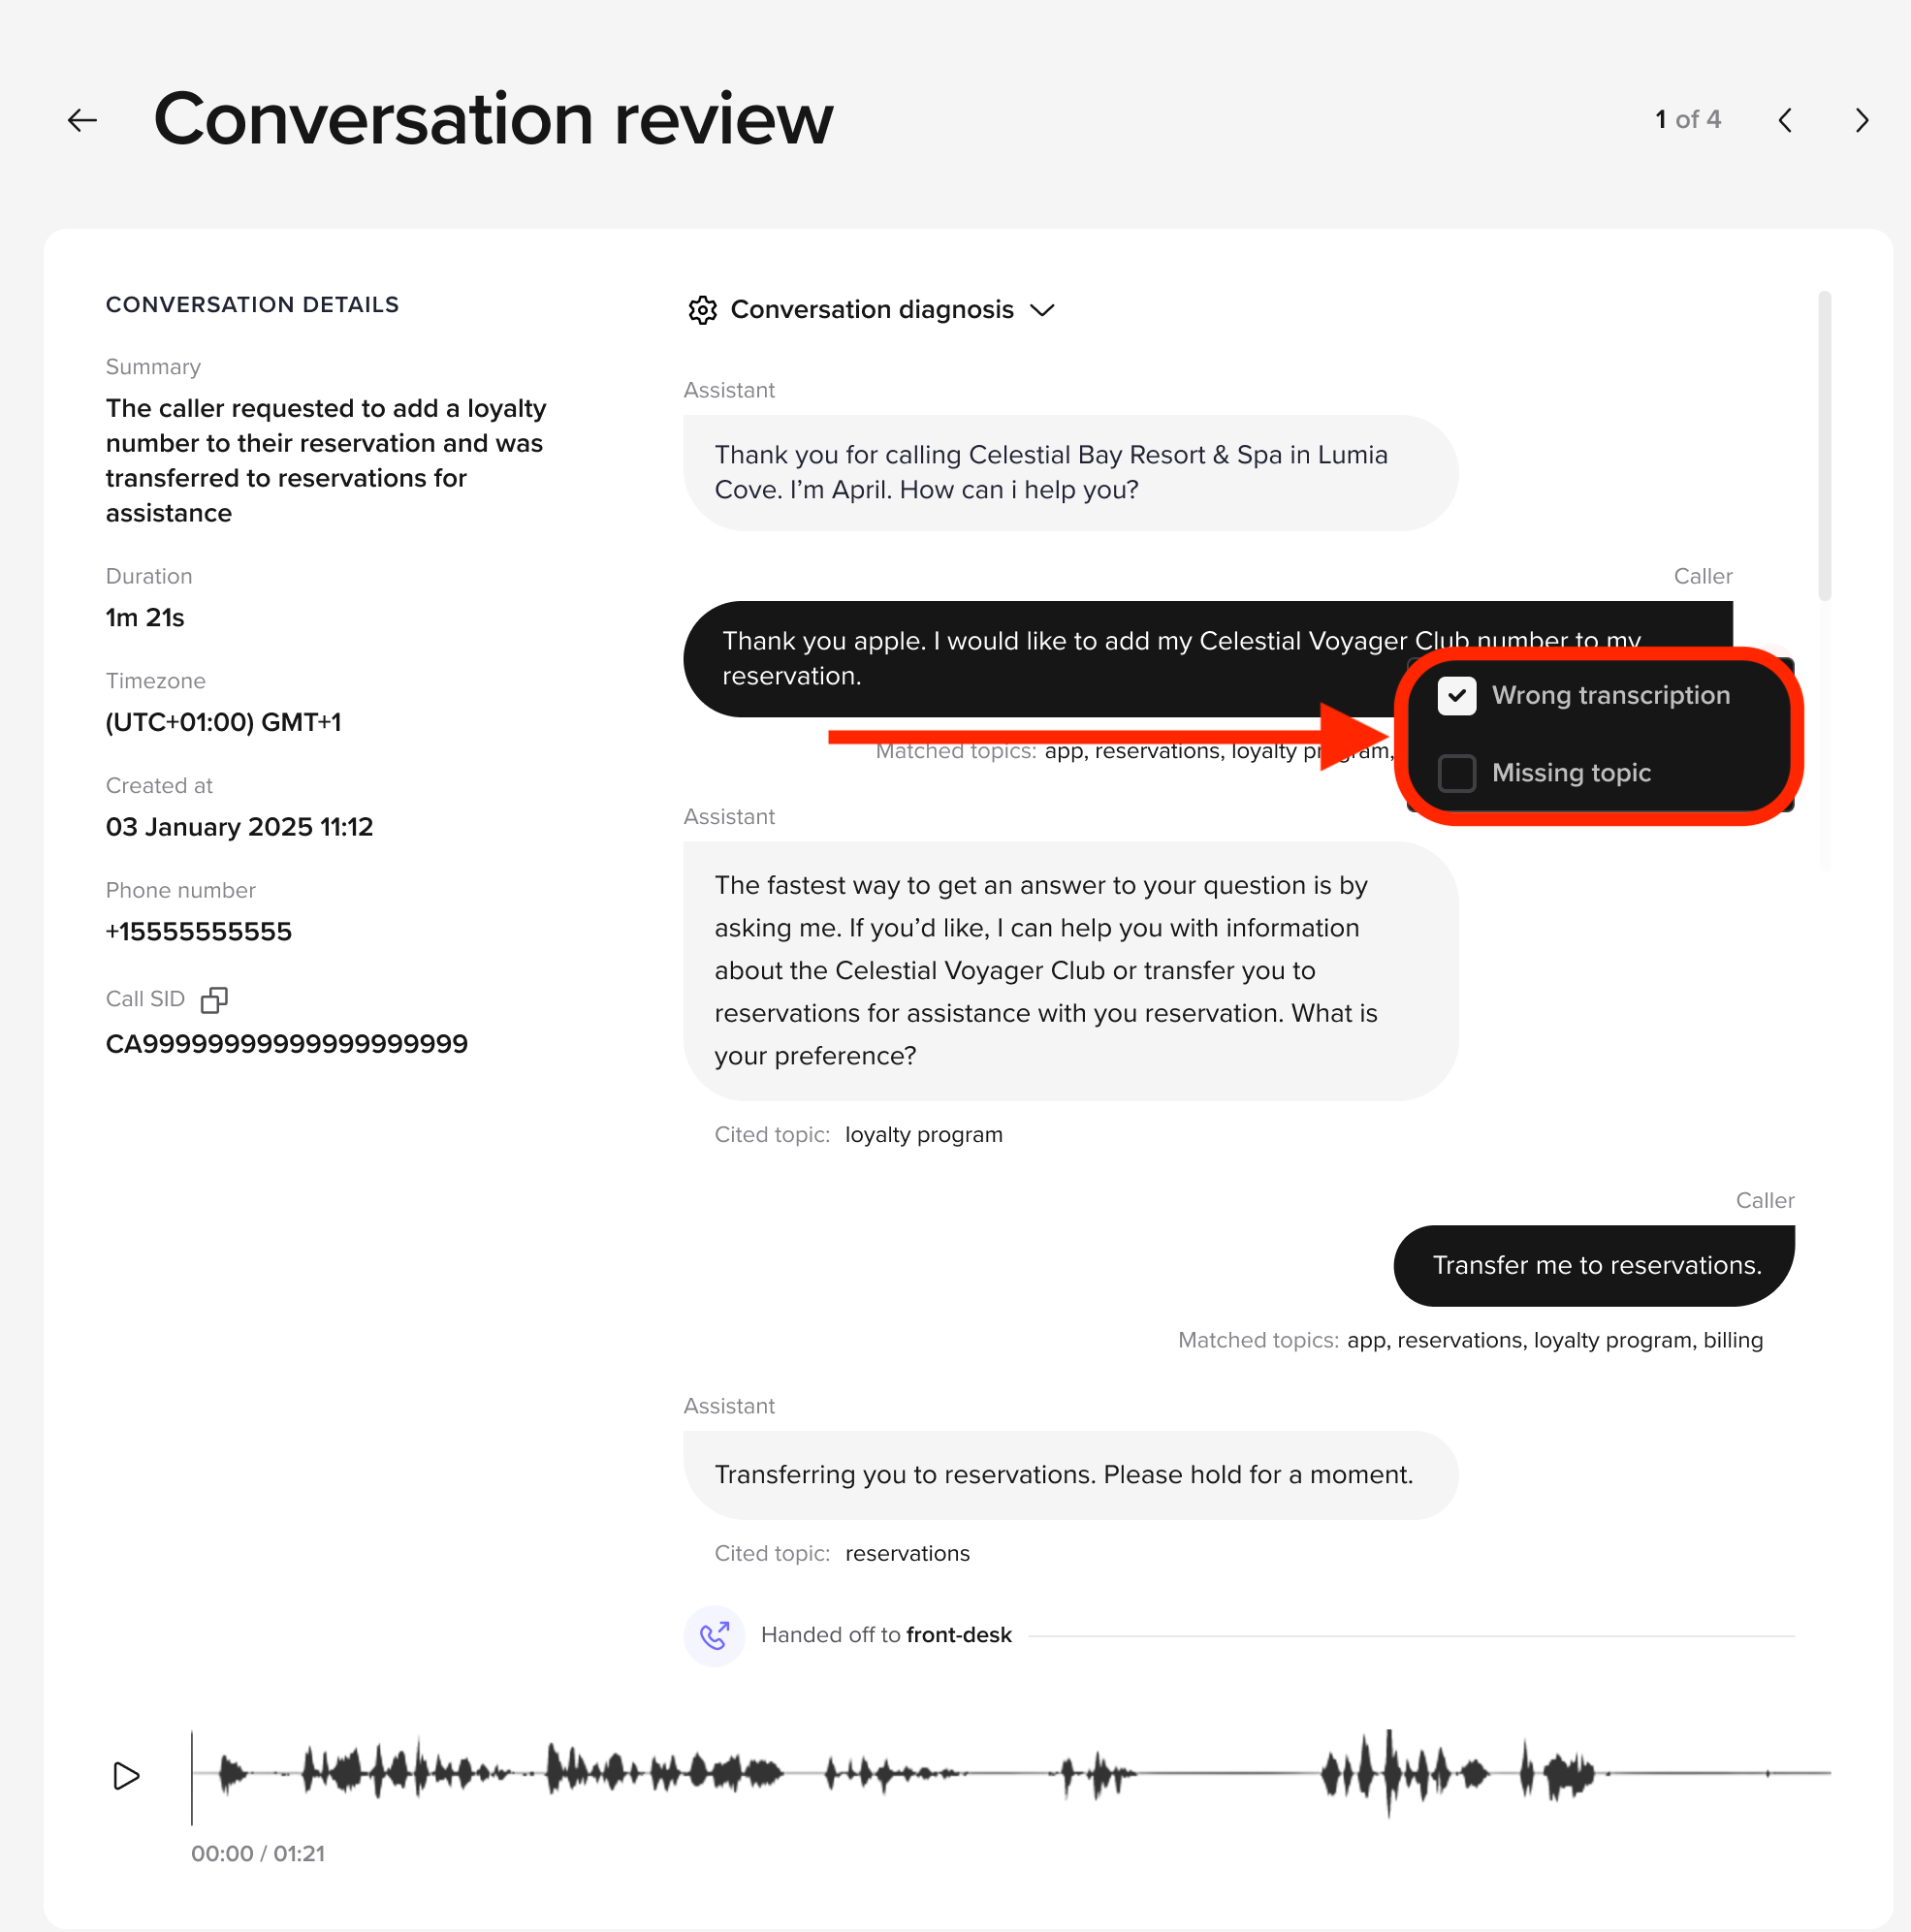 Conversation review
1 of 4
CONVERSATION DETAILS
Summary
The caller requested to add a loyalty
number to their reservation and was
transferred to reservations for
assistance
Duration
1m 21s
Timezone
(UTC+01:00) GMT+1
Created at
03 January 2025 11:12
Phone number
+15555555555
Call SID
CA99999999999999999999
Conversation diagnosis
Assistant
Thank you for calling Celestial Bay Resort & Spa in Lumia
Cove. I’m April. How can i help you?
Caller
Thank you apple. I would like to add my Celestial Voyager Club number to my
reservation.
Wrong transcription
Missing topic
Matched topics: app, reservations, loyalty program,
Assistant
The fastest way to get an answer to your question is by
asking me. If you’d like, I can help you with information
about the Celestial Voyager Club or transfer you to
reservations for assistance with you reservation. What is
your preference?
Cited topic: loyalty program
Caller
Transfer me to reservations.
Matched topics: app, reservations, loyalty program, billing
Assistant
Transferring you to reservations. Please hold for a moment.
Cited topic: reservations
Handed off to front-desk
00:00 / 01:21